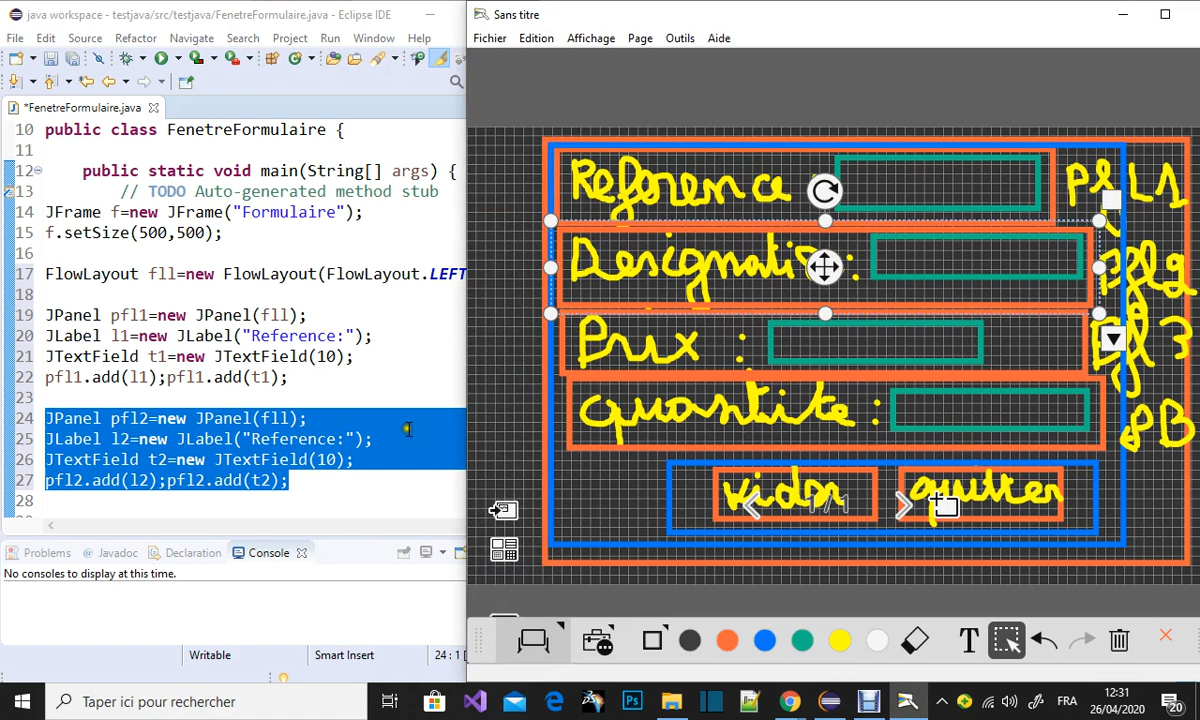 java workspace - testjava/src/testjava/FenetreFormulaire.java - Eclipse IDE
File Edit Source Refactor Navigate Search Project Run Window Help
*FenetreFormulaire.java
10 public class FenetreFormulaire {
11
12 public static void main(String[] args) {
13 // TODO Auto-generated method stub
14 JFrame f=new JFrame("Formulaire");
15 f.setSize(500,500);
16
17 FlowLayout fll=new FlowLayout(FlowLayout.LEFT
18
19 JPanel pfl1=new JPanel(fll);
20 JLabel l1=new JLabel("Reference:");
21 JTextField t1=new JTextField(10);
22 pfl1.add(l1);pfl1.add(t1);
23
24 JPanel pfl2=new JPanel(fll);
25 JLabel l2=new JLabel("Reference:");
26 JTextField t2=new JTextField(10);
27 pfl2.add(l2);pfl2.add(t2);
28
Problems Javadoc Declaration Console
No consoles to display at this time.
Writable Smart Insert 24 : 1
Sans titre
Fichier Edition Affichage Page Outils Aide
Reference
Prix :
quantite :
PB
quitter
1/1
T
Taper ici pour rechercher
FRA
12:31
26/04/2020
20